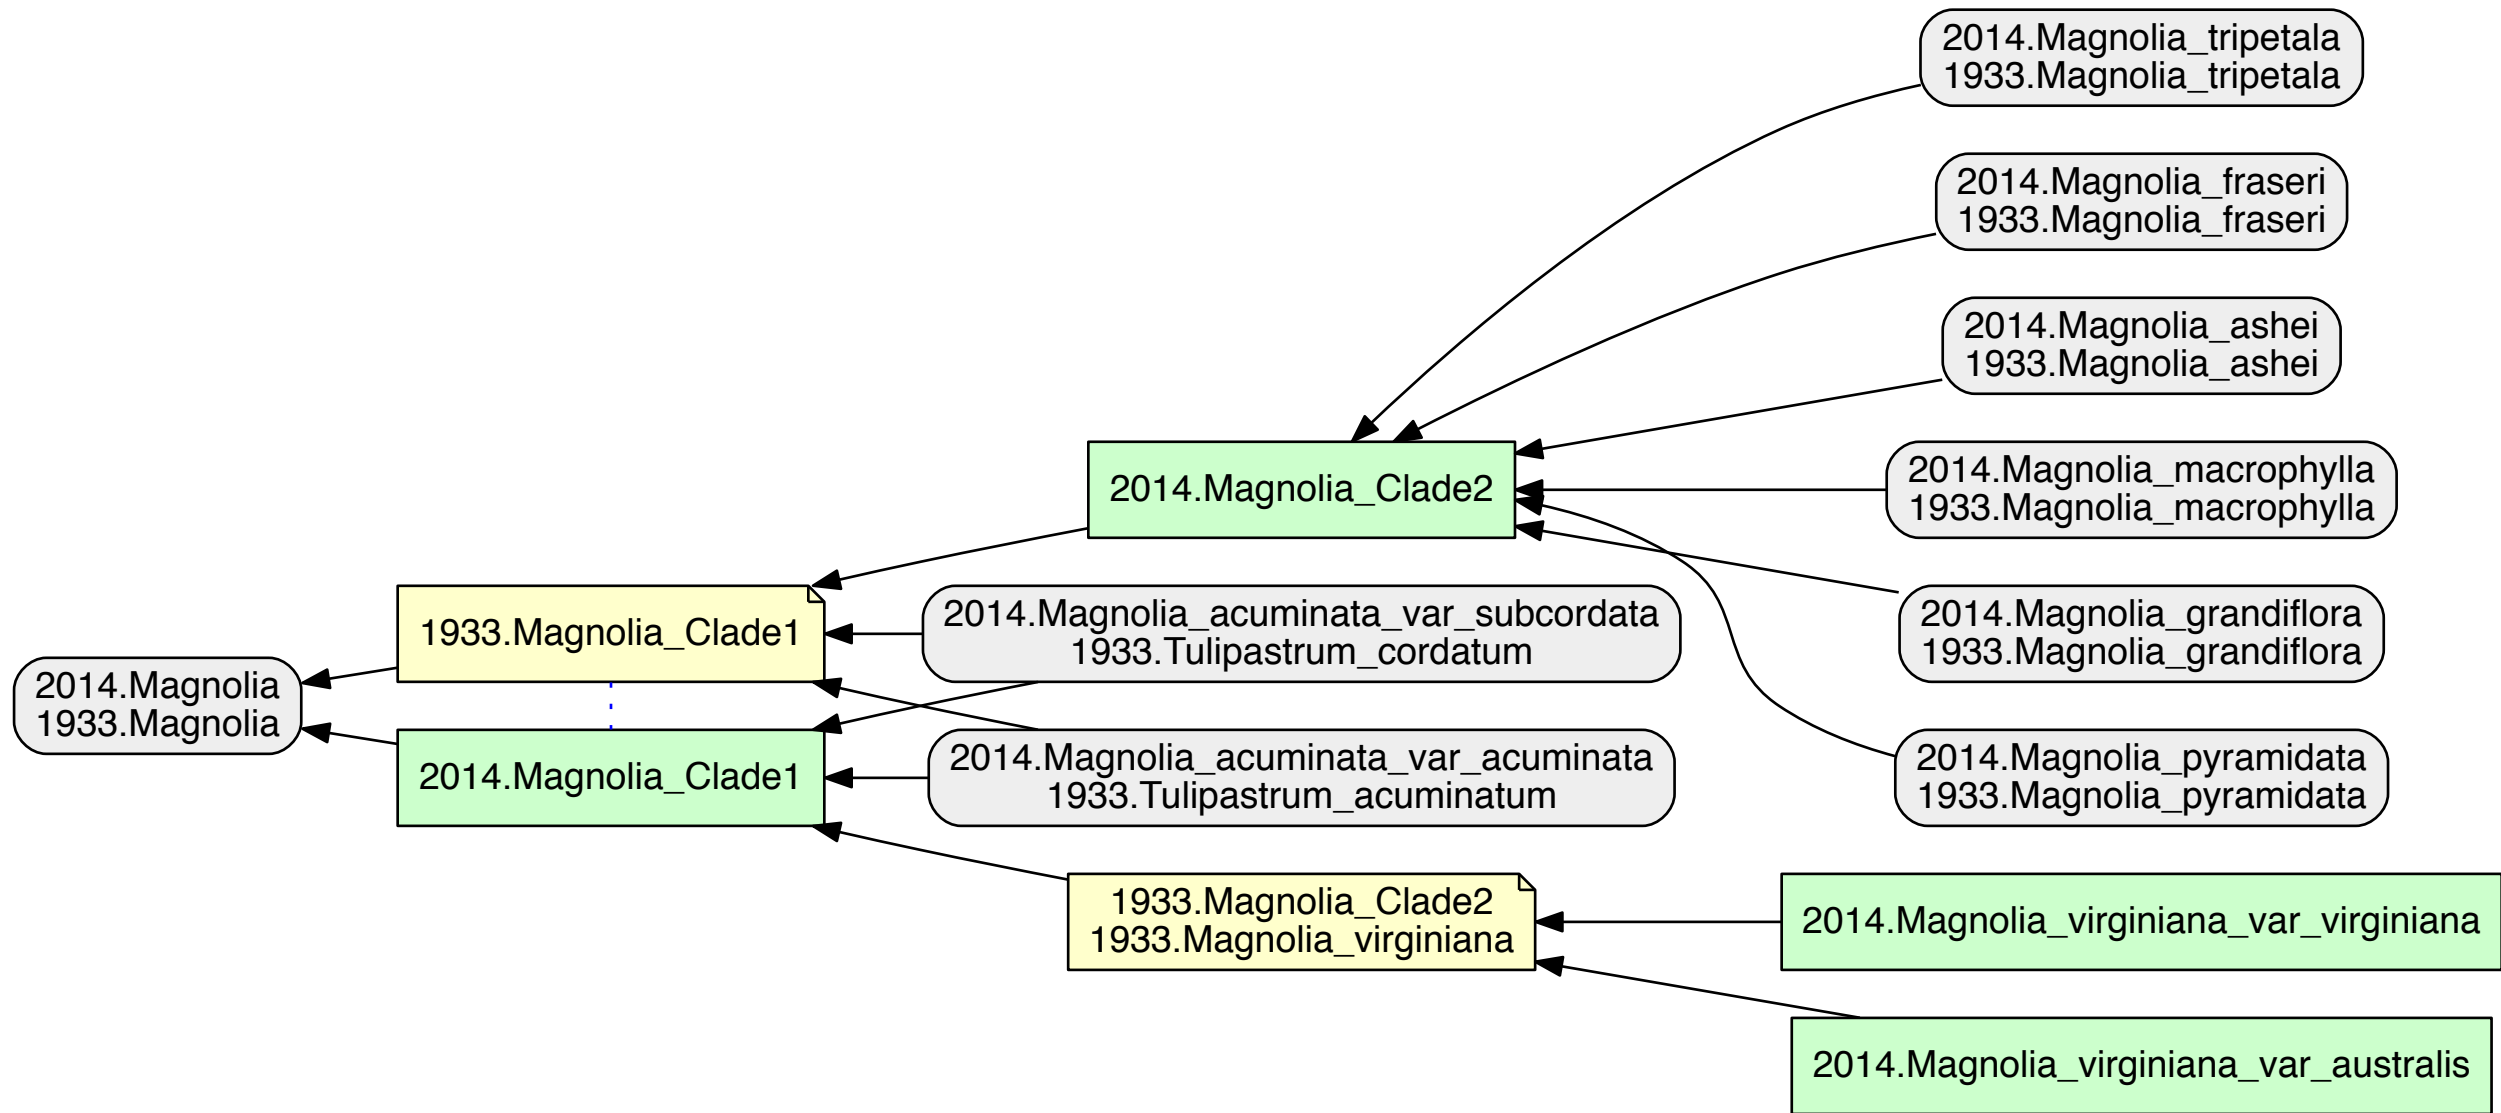 2014.Magnolia_tripetala
1933.Magnolia_tripetala
2014.Magnolia_fraseri
1933.Magnolia_fraseri
2014.Magnolia_ashei
1933.Magnolia_ashei
2014.Magnolia_macrophylla
1933.Magnolia_macrophylla
2014.Magnolia_Clade2
2014.Magnolia_grandiflora
1933.Magnolia_grandiflora
1933.Magnolia_Clade1
2014.Magnolia_acuminata_var_subcordata
1933.Tulipastrum_cordatum
2014.Magnolia
1933.Magnolia
2014.Magnolia_Clade1
2014.Magnolia_acuminata_var_acuminata
1933.Tulipastrum_acuminatum
2014.Magnolia_pyramidata
1933.Magnolia_pyramidata
1933.Magnolia_Clade2
1933.Magnolia_virginiana
2014.Magnolia_virginiana_var_virginiana
2014.Magnolia_virginiana_var_australis